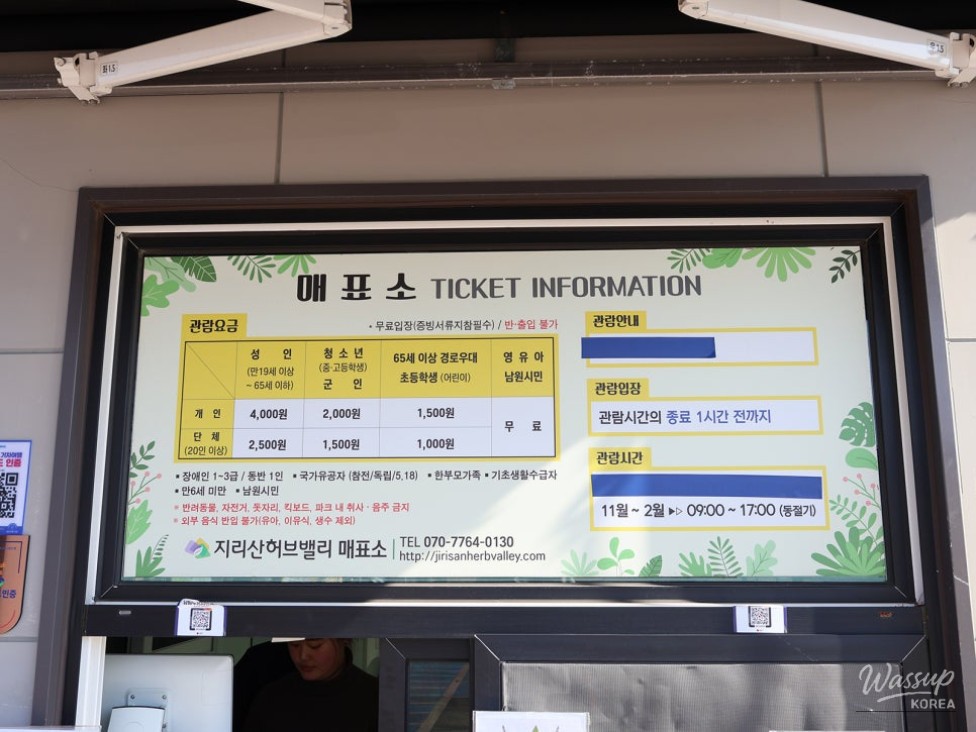 매표소 TICKET INFORMATION
관람요금
• 무료입장(증빙서류지참필수) / 반·출입 불가
성 인
(만19세 이상
~ 65세 이하)
청소년
(중·고등학생)
군 인
65세 이상 경로우대
초등학생 (어린이)
영 유 아
남원시민
개 인 4,000원 2,000원 1,500원
무 료
단 체
(20인 이상)
2,500원 1,500원 1,000원
▪ 장애인 1~3급 / 동반 1인 ▪ 국가유공자 (참전/독립/5.18) ▪ 한부모가족 ▪ 기초생활수급자
▪ 만6세 미만 ▪ 남원시민
※ 반려동물, 자전거, 돗자리, 킥보드, 파크 내 취사 · 음주 금지
※ 외부 음식 반입 불가(유아, 이유식, 생수 제외)
지리산허브밸리 매표소
TEL 070-7764-0130
http://jirisanherbvalley.com
관람안내
관람입장
관람시간의 종료 1시간 전까지
관람시간
11월 ~ 2월 ▷▷ 09:00 ~ 17:00 (동절기)
Wassup
KOREA